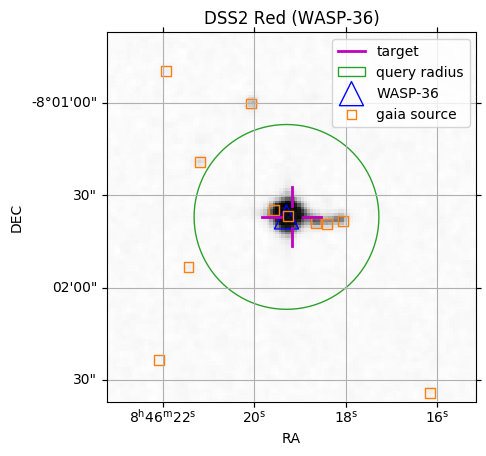 DSS2 Red (WASP-36)
target
query radius
WASP-36
gaia source
-8°01'00"
30"
02'00"
30"
DEC
8h46m22s
20s
18s
16s
RA